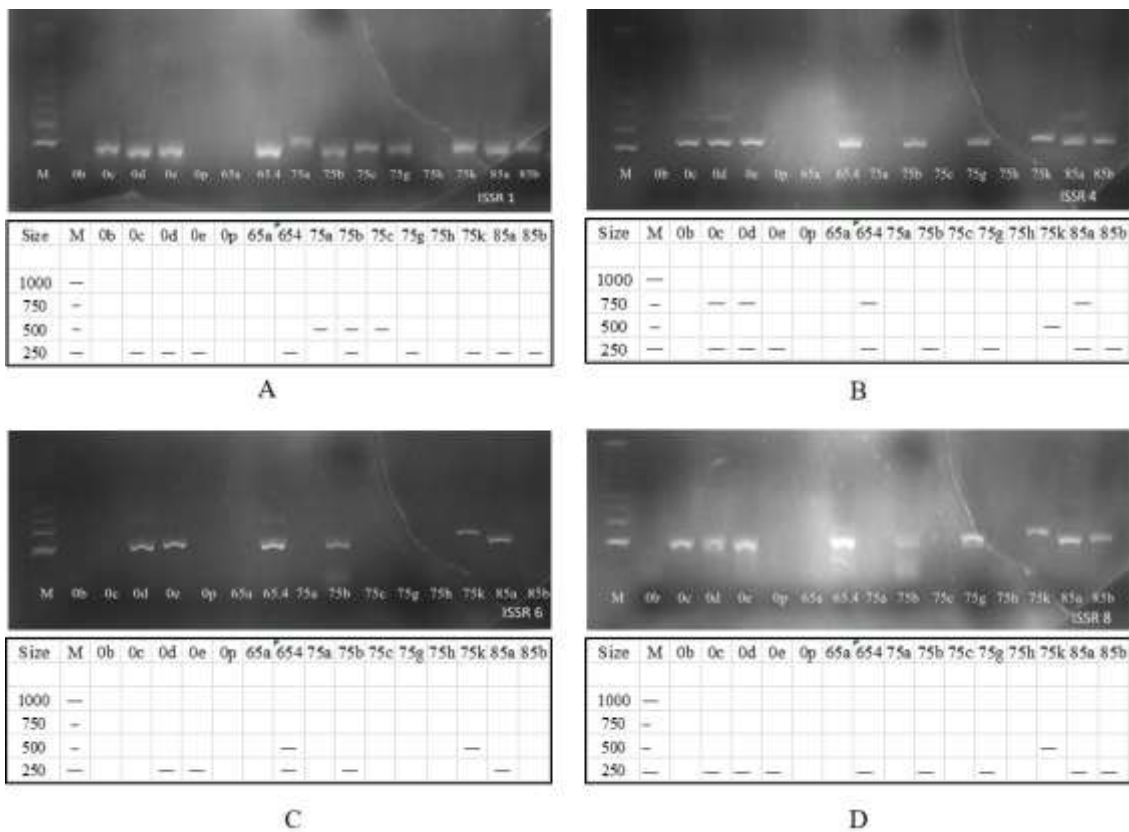 M 0b 0c 0d 0e 0p 65a 65.4 75a 75b 75c 75g 75h 75k 85a 85b
ISSR 1
Size M 0b 0c 0d 0e 0p 65a 654 75a 75b 75c 75g 75h 75k 85a 85b
1000
750
500
250
A
M 0b 0c 0d 0e 0p 65a 65.4 75a 75b 75c 75g 75h 75k 85a 85b
ISSR 4
Size M 0b 0c 0d 0e 0p 65a 654 75a 75b 75c 75g 75h 75k 85a 85b
1000
750
500
250
B
M 0b 0c 0d 0e 0p 65a 65.4 75a 75b 75c 75g 75h 75k 85a 85b
ISSR 6
Size M 0b 0c 0d 0e 0p 65a 654 75a 75b 75c 75g 75h 75k 85a 85b
1000
750
500
250
C
M 0b 0c 0d 0e 0p 65a 65.4 75a 75b 75c 75g 75h 75k 85a 85b
ISSR 8
Size M 0b 0c 0d 0e 0p 65a 654 75a 75b 75c 75g 75h 75k 85a 85b
1000
750
500
250
D